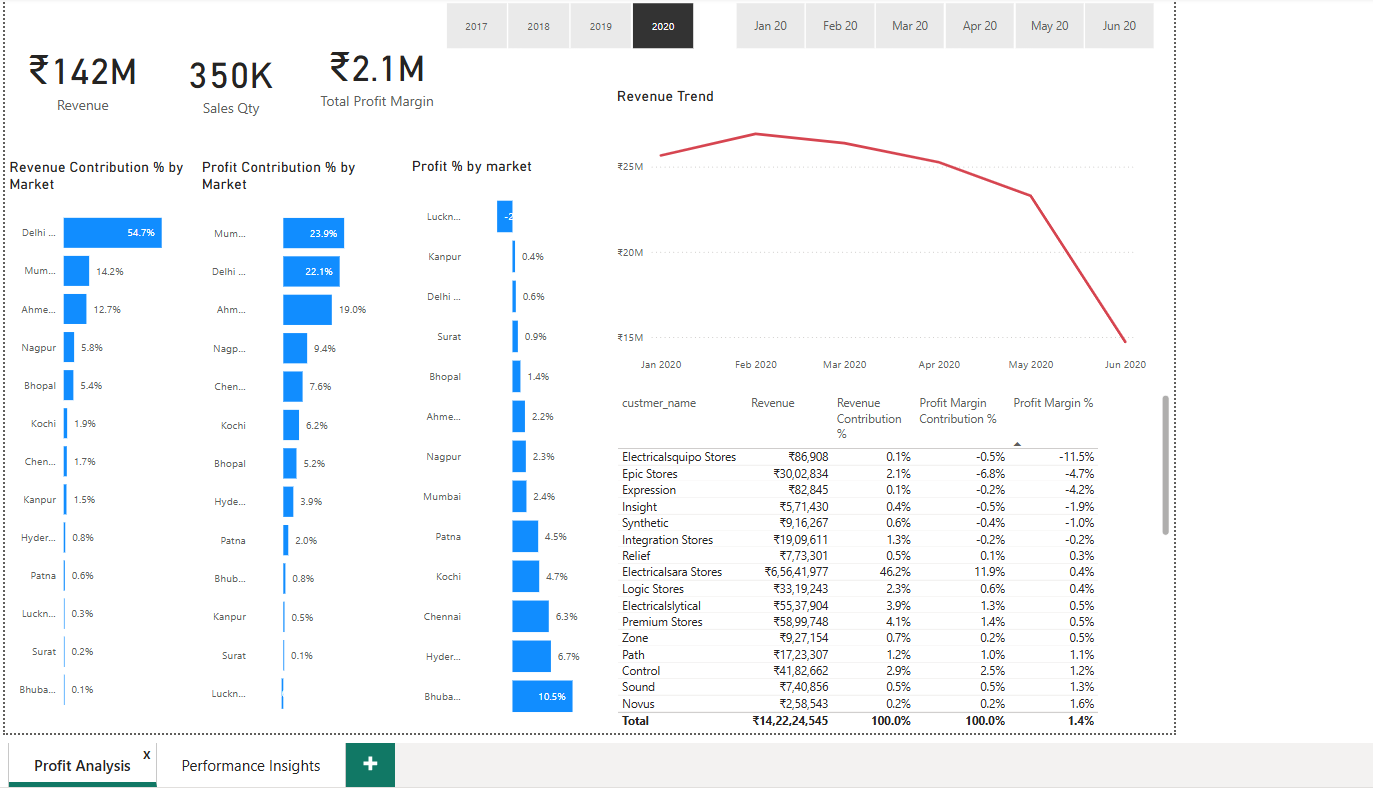 2017 2018 2019 2020 Jan 20 Feb 20 Mar 20 Apr 20 May 20 Jun 20
₹142M
Revenue
350K
Sales Qty
₹2.1M
Total Profit Margin
Revenue Contribution % by
Market
Delhi ... 54.7%
Mum... 14.2%
Ahme... 12.7%
Nagpur 5.8%
Bhopal 5.4%
Kochi 1.9%
Chen... 1.7%
Kanpur 1.5%
Hyder... 0.8%
Patna 0.6%
Luckn... 0.3%
Surat 0.2%
Bhuba... 0.1%
Profit Contribution % by
Market
Mum... 23.9%
Delhi ... 22.1%
Ahm... 19.0%
Nagp... 9.4%
Chen... 7.6%
Kochi 6.2%
Bhopal 5.2%
Hyde... 3.9%
Patna 2.0%
Bhub... 0.8%
Kanpur 0.5%
Surat 0.1%
Luckn...
Profit % by market
Luckn... -2
Kanpur 0.4%
Delhi ... 0.6%
Surat 0.9%
Bhopal 1.4%
Ahme... 2.2%
Nagpur 2.3%
Mumbai 2.4%
Patna 4.5%
Kochi 4.7%
Chennai 6.3%
Hyder... 6.7%
Bhuba... 10.5%
Revenue Trend
₹25M
₹20M
₹15M
Jan 2020 Feb 2020 Mar 2020 Apr 2020 May 2020 Jun 2020
custmer_name Revenue Revenue Profit Margin Profit Margin %
Contribution Contribution %
%
Electricalsquipo Stores ₹86,908 0.1% -0.5% -11.5%
Epic Stores ₹30,02,834 2.1% -6.8% -4.7%
Expression ₹82,845 0.1% -0.2% -4.2%
Insight ₹5,71,430 0.4% -0.5% -1.9%
Synthetic ₹9,16,267 0.6% -0.4% -1.0%
Integration Stores ₹19,09,611 1.3% -0.2% -0.2%
Relief ₹7,73,301 0.5% 0.1% 0.3%
Electricalsara Stores ₹6,56,41,977 46.2% 11.9% 0.4%
Logic Stores ₹33,19,243 2.3% 0.6% 0.4%
Electricalslytical ₹55,37,904 3.9% 1.3% 0.5%
Premium Stores ₹58,99,748 4.1% 1.4% 0.5%
Zone ₹9,27,154 0.7% 0.2% 0.5%
Path ₹17,23,307 1.2% 1.0% 1.1%
Control ₹41,82,662 2.9% 2.5% 1.2%
Sound ₹7,40,856 0.5% 0.5% 1.3%
Novus ₹2,58,543 0.2% 0.2% 1.6%
Total ₹14,22,24,545 100.0% 100.0% 1.4%
Profit Analysis x Performance Insights +